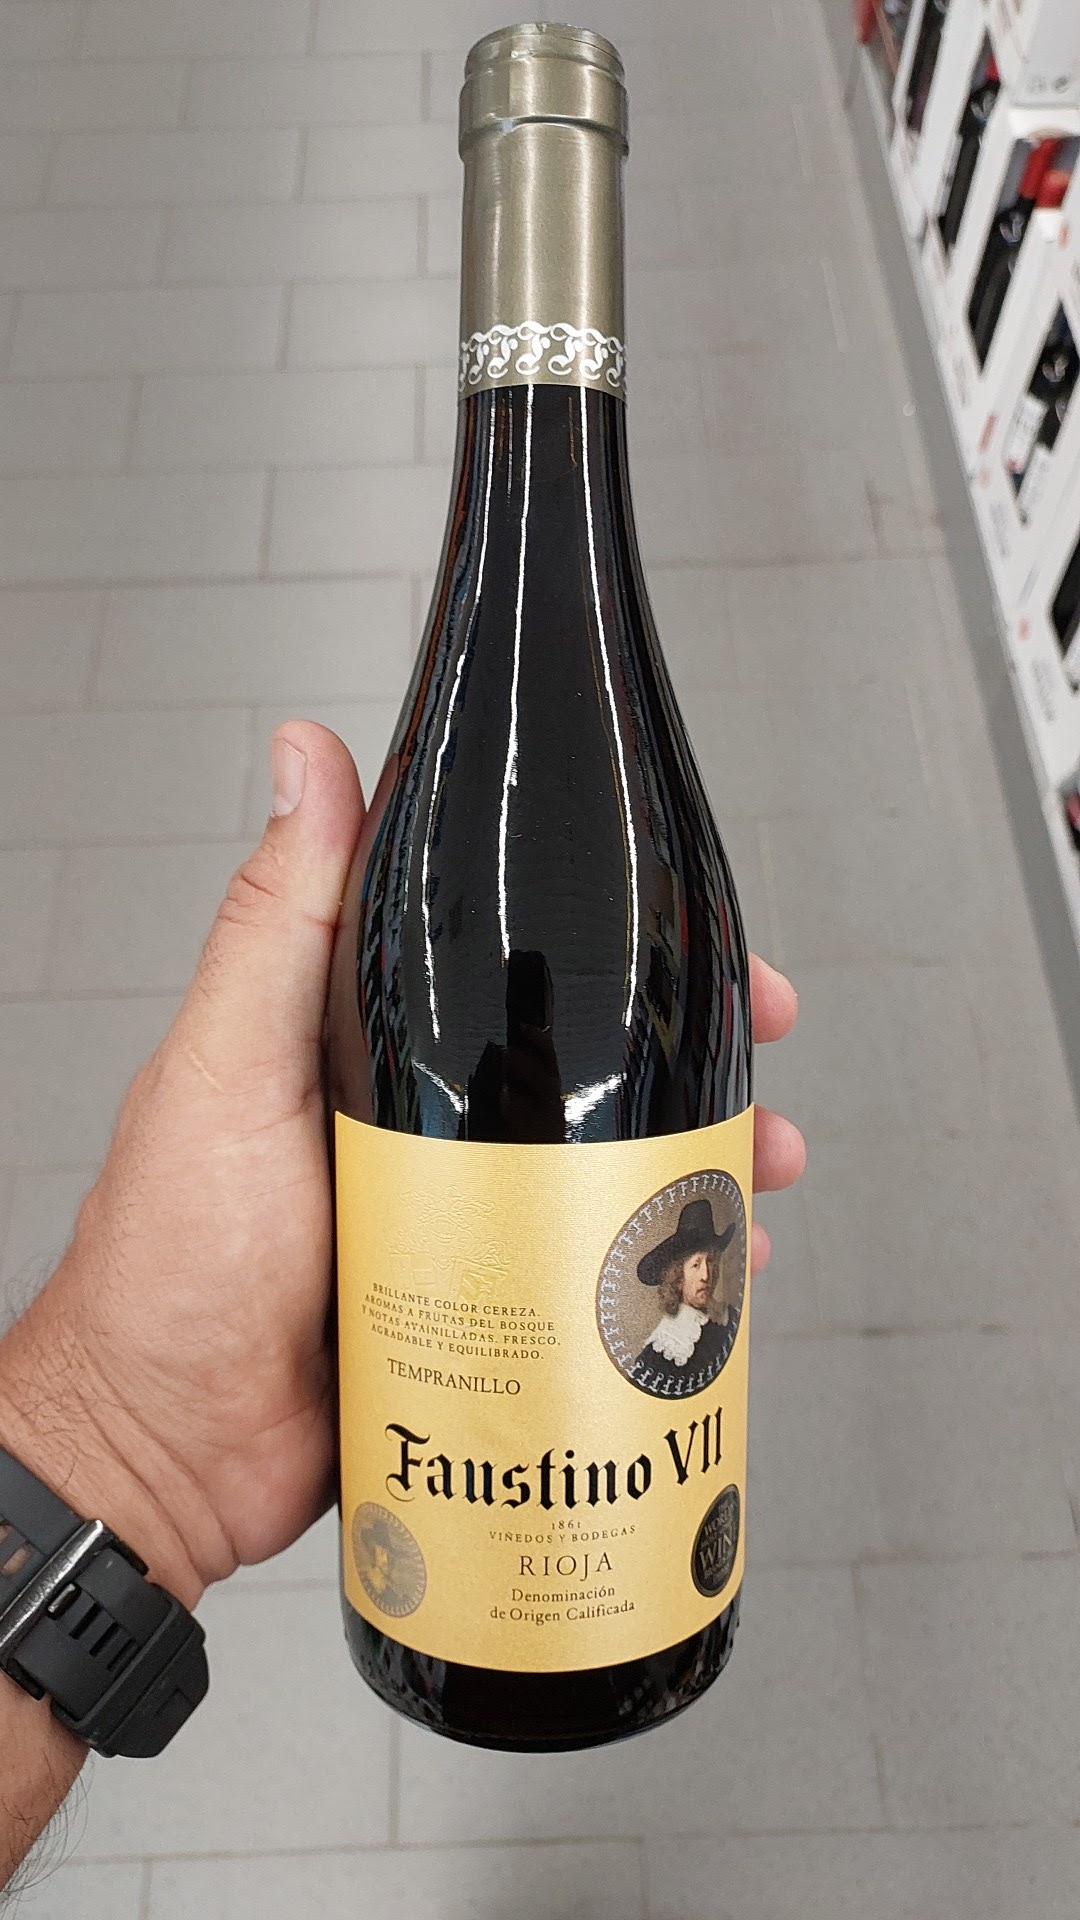 BRILLANTE COLOR CEREZA.
AROMAS A FRUTAS DEL BOSQUE
Y NOTAS AVAINILLADAS. FRESCO,
AGRADABLE Y EQUILIBRADO.
TEMPRANILLO
Faustino VII
1861
VIÑEDOS Y BODEGAS
RIOJA
Denominación
de Origen Calificada